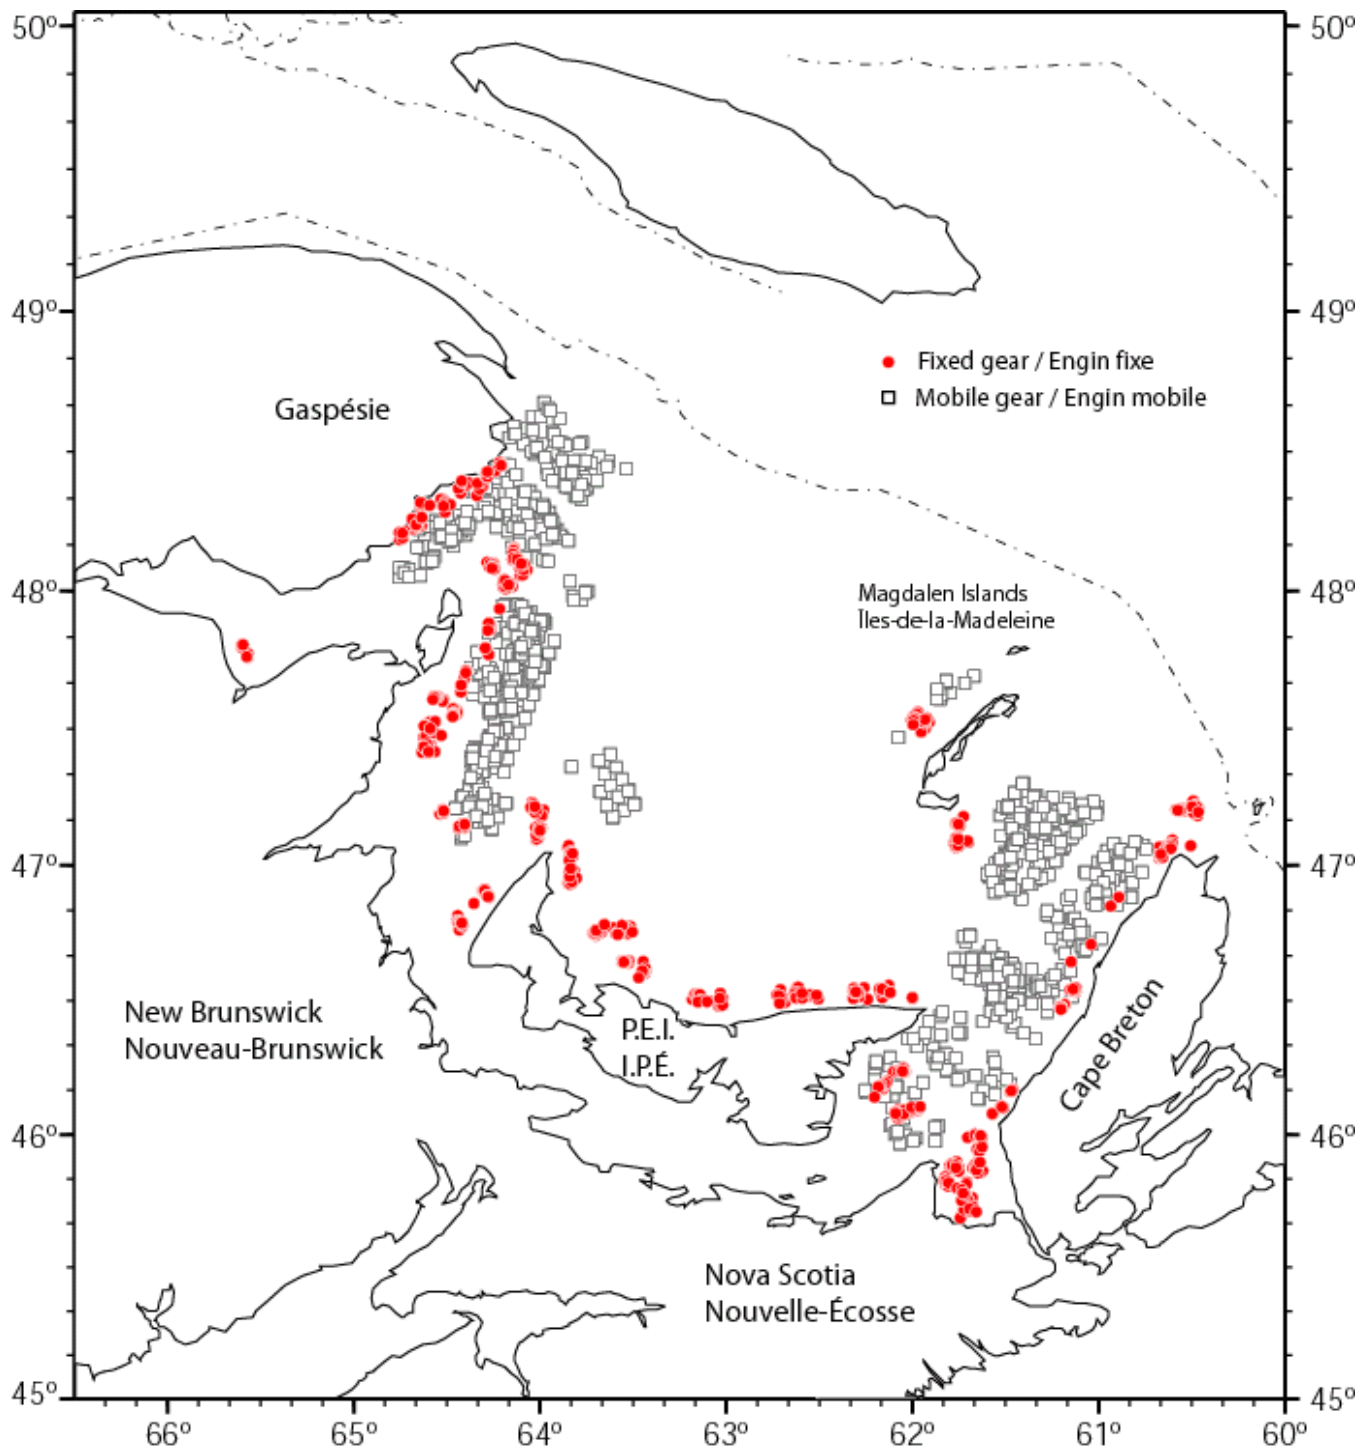 50º
50º
49º
49º
Fixed gear / Engin fixe
Mobile gear / Engin mobile
Gaspésie
48º
48º
Magdalen Islands
Îles-de-la-Madeleine
47º
47º
New Brunswick
Nouveau-Brunswick
P.E.I.
I.P.É.
Cape Breton
46º
46º
Nova Scotia
Nouvelle-Écosse
45º
45º
66º 65º 64º 63º 62º 61º 60º